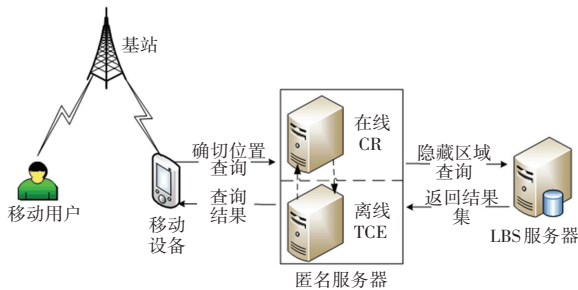 基站
移动用户
移动
设备
确切位置
查询
查询
结果
在线
CR
离线
TCE
匿名服务器
隐藏区域
查询
返回结果
集
LBS服务器